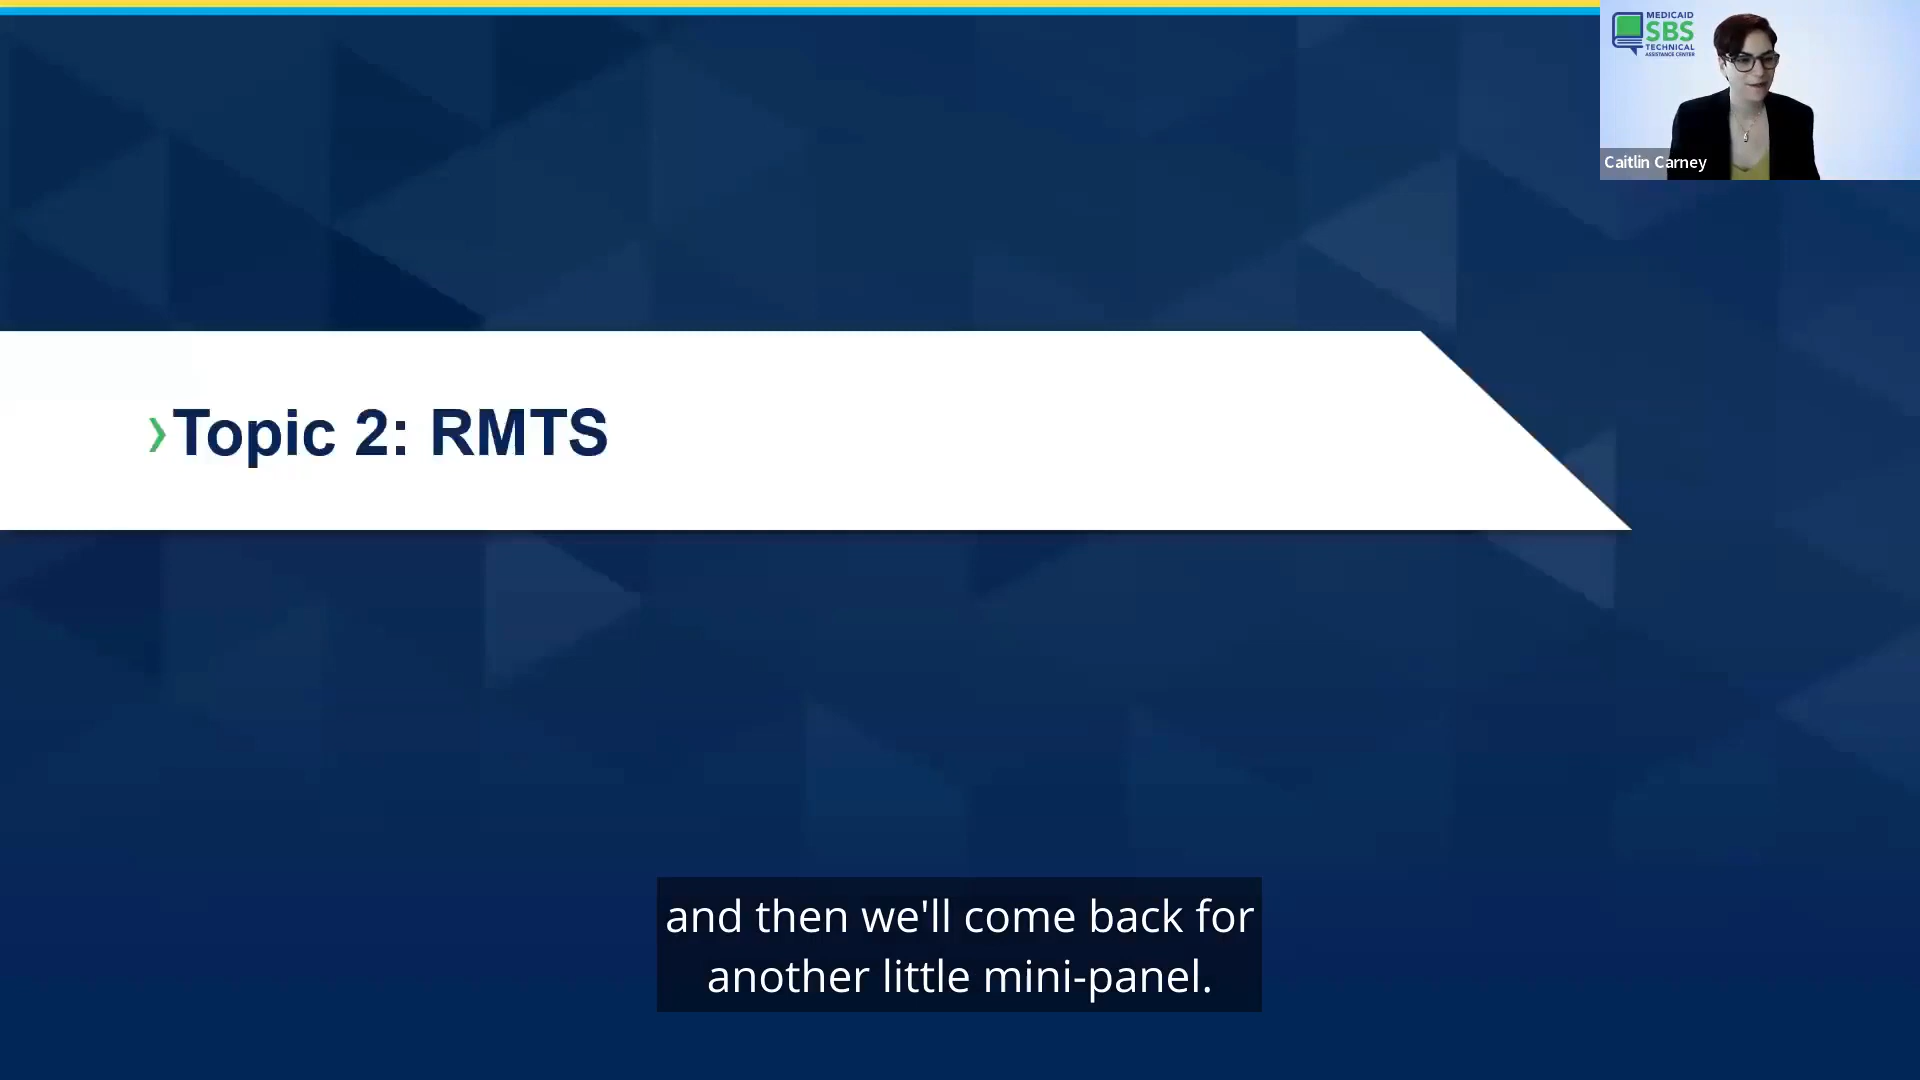 MEDICAID
SBS
TECHNICAL
ASSISTANCE CENTER
Caitlin Carney
Topic 2: RMTS
and then we'll come back for
another little mini-panel.